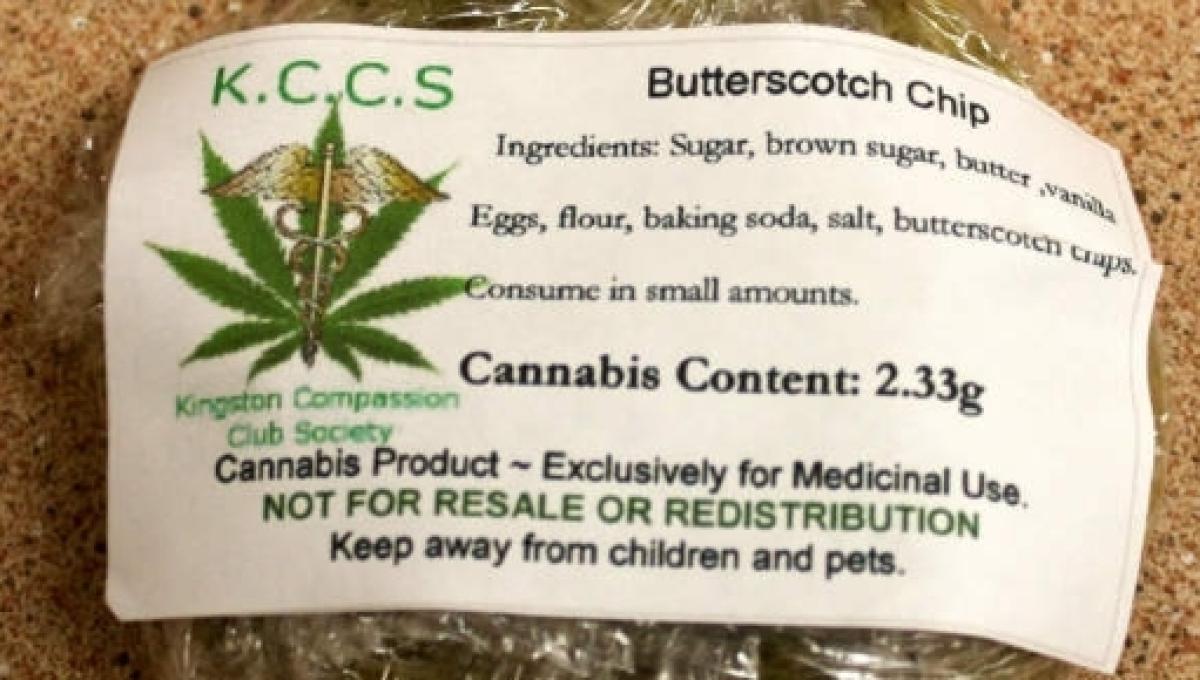 K.C.C.S
Kingston Compassion
Club Society
Butterscotch Chip
Ingredients: Sugar, brown sugar, butter ,vanilla
Eggs, flour, baking soda, salt, butterscotch chips.
Consume in small amounts.
Cannabis Content: 2.33g
Cannabis Product ~ Exclusively for Medicinal Use.
NOT FOR RESALE OR REDISTRIBUTION
Keep away from children and pets.